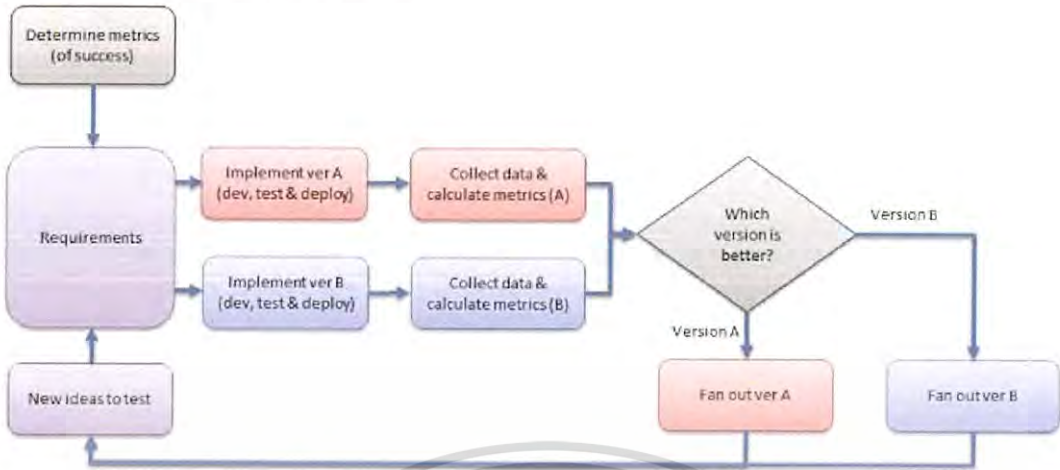 Determine metrics
(of success)
Requirements
Implement ver A
(dev, test & deploy)
Collect data &
calculate metrics (A)
Implement ver B
(dev, test & deploy)
Collect data &
calculate metrics (B)
Which
version is
better?
Version B
Version A
New ideas to test
Fan out ver A
Fan out ver B